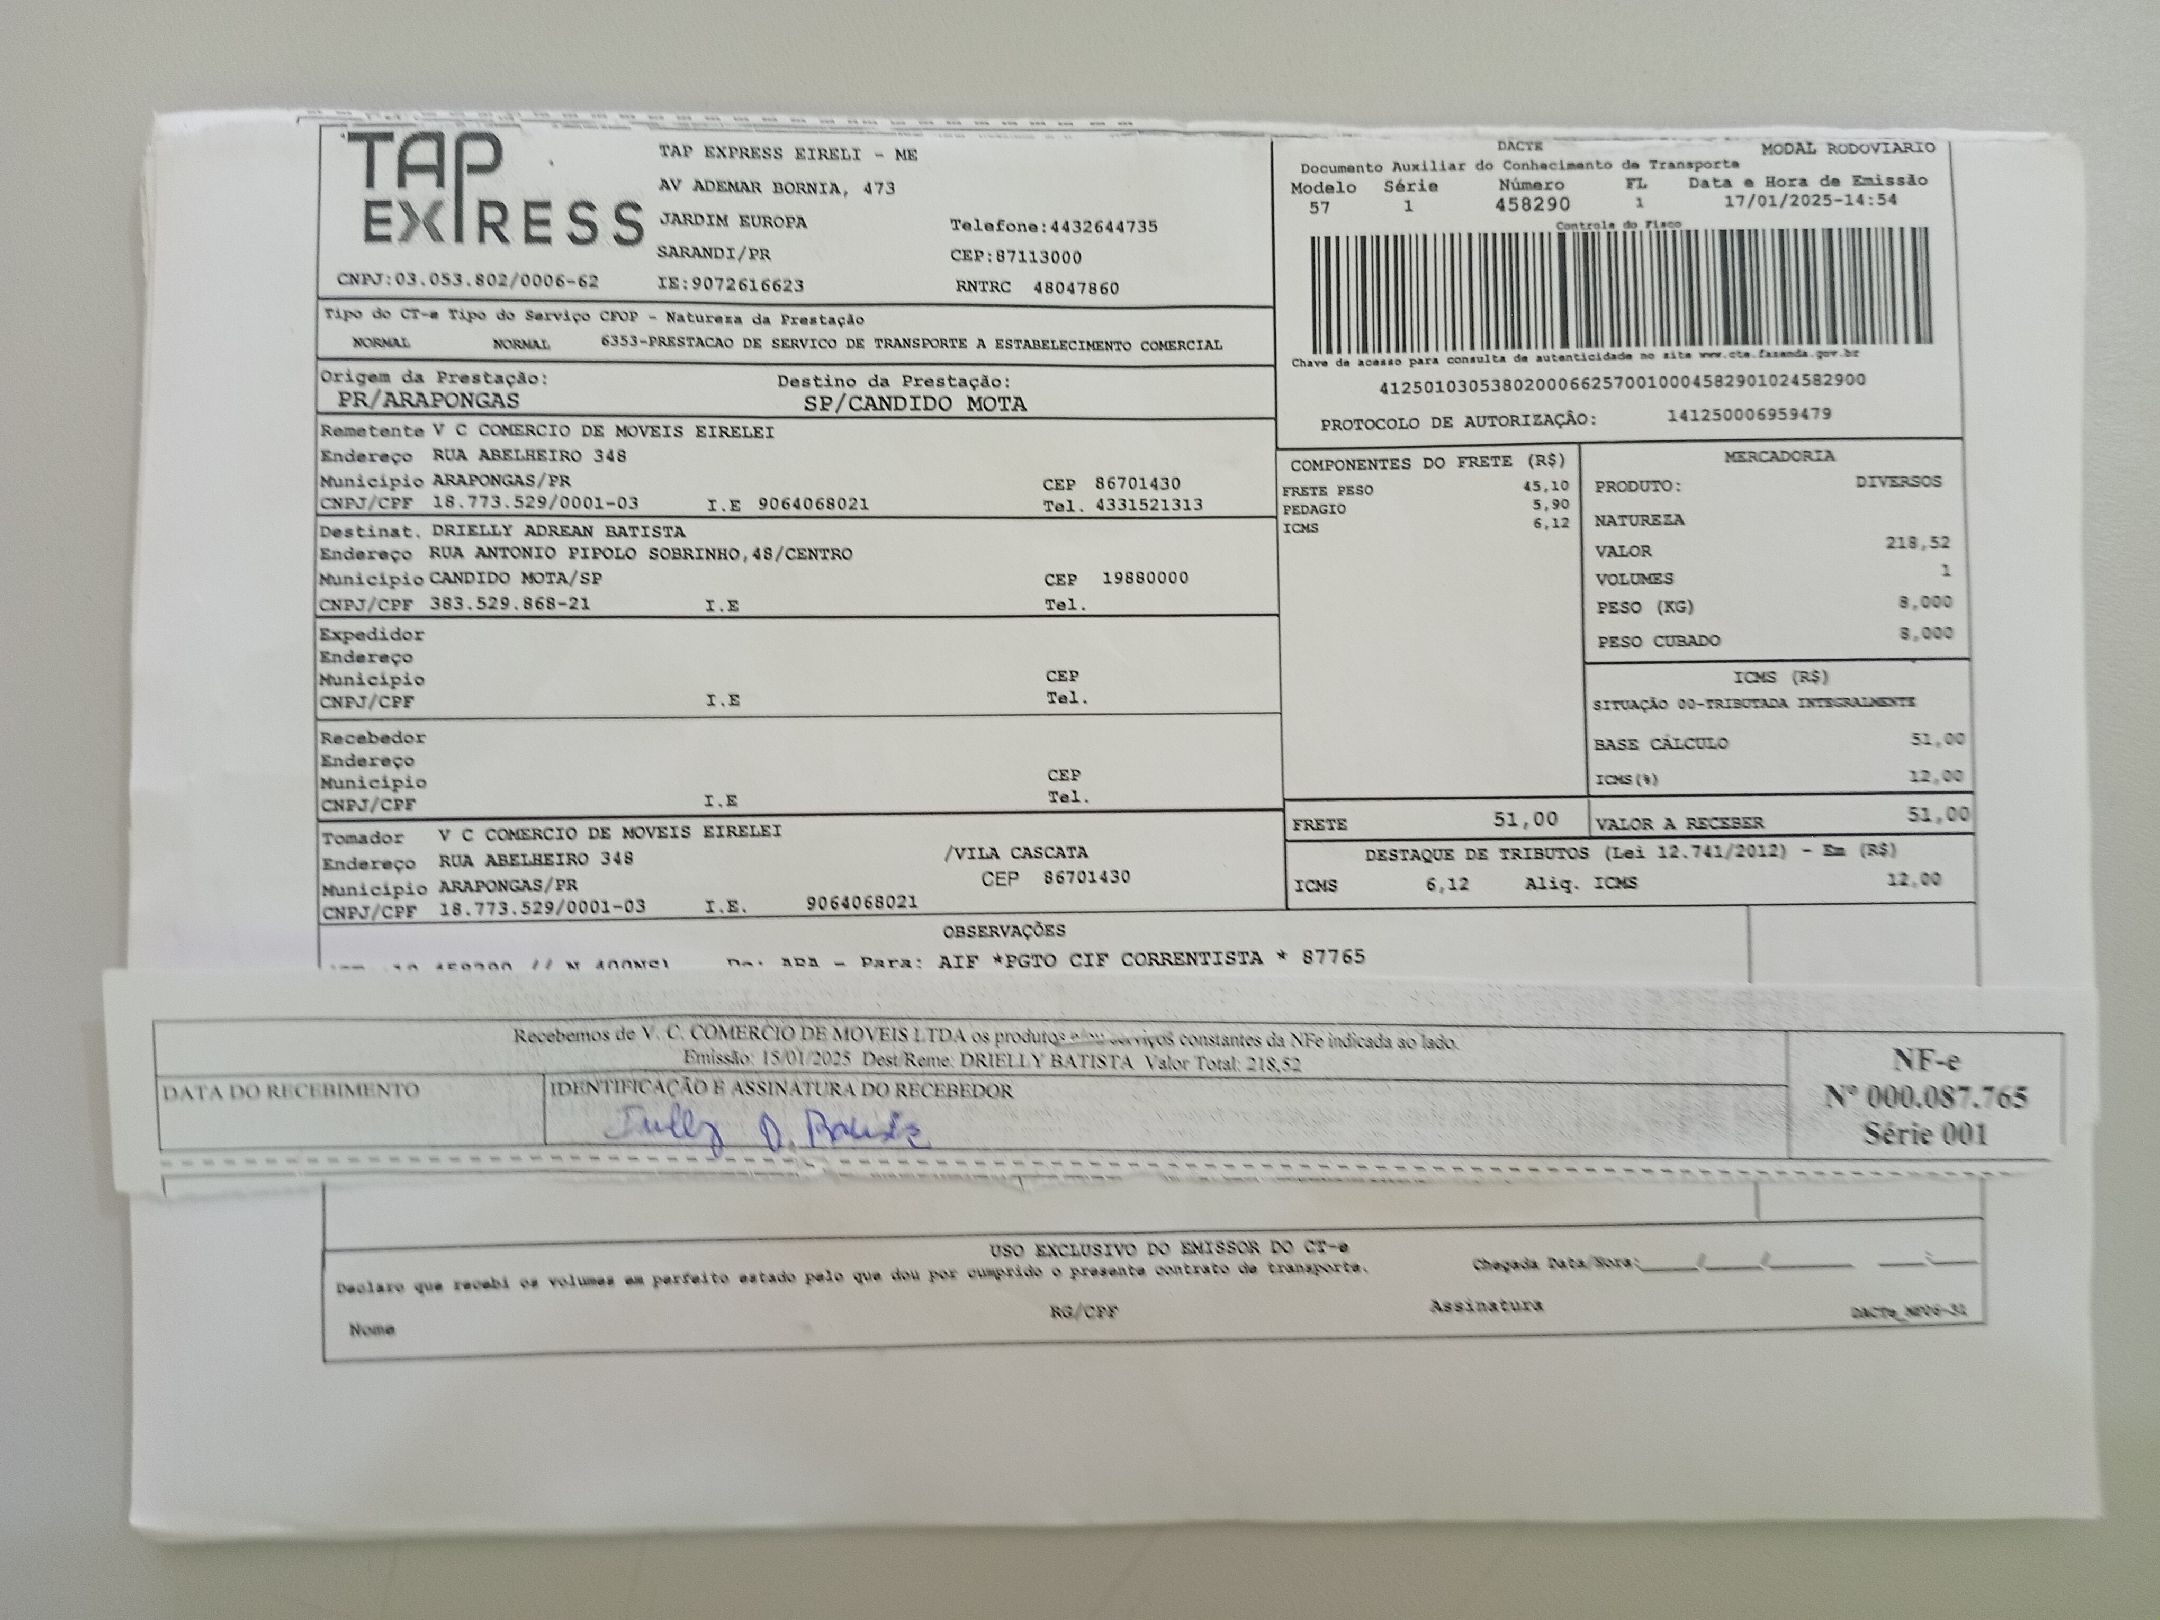 TAP EXPRESS
TAP EXPRESS EIRELI - ME
AV ADEMAR BORNIA, 473
JARDIM EUROPA Telefone:4432644735
SARANDI/PR CEP:87113000
CNPJ:03.053.802/0006-62 IE:9072616623 RNTRC 48047860
DACTE MODAL RODOVIARIO
Documento Auxiliar do Conhecimento de Transporte
Modelo Série Número FL Data e Hora de Emissão
57 1 458290 1 17/01/2025-14:54
Controle do Fisco
Chave de acesso para consulta de autenticidade no site www.cte.fazenda.gov.br
41250103053802000662570010004582901024582900
PROTOCOLO DE AUTORIZAÇÂO: 141250006959479
Tipo do CT-e Tipo do Serviço CFOP - Natureza da Prestação
NORMAL NORMAL 6353-PRESTACAO DE SERVICO DE TRANSPORTE A ESTABELECIMENTO COMERCIAL
Origem da Prestação: Destino da Prestação:
PR/ARAPONGAS SP/CANDIDO MOTA
Remetente V C COMERCIO DE MOVEIS EIRELEI
Endereço RUA ABELHEIRO 348
Município ARAPONGAS/PR CEP 86701430
CNPJ/CPF 18.773.529/0001-03 I.E 9064068021 Tel. 4331521313
Destinat. DRIELLY ADREAN BATISTA
Endereço RUA ANTONIO PIPOLO SOBRINHO,48/CENTRO
Município CANDIDO MOTA/SP CEP 19880000
CNPJ/CPF 383.529.868-21 I.E Tel.
Expedidor
Endereço
Município CEP
CNPJ/CPF I.E Tel.
Recebedor
Endereço
Município CEP
CNPJ/CPF I.E Tel.
Tomador V C COMERCIO DE MOVEIS EIRELEI
Endereço RUA ABELHEIRO 348 /VILA CASCATA
Município ARAPONGAS/PR CEP 86701430
CNPJ/CPF 18.773.529/0001-03 I.E. 9064068021
COMPONENTES DO FRETE (R$)
FRETE PESO 45,10
PEDAGIO 5,90
ICMS 6,12
MERCADORIA
PRODUTO: DIVERSOS
NATUREZA
VALOR 218,52
VOLUMES 1
PESO (KG) 8,000
PESO CUBADO 8,000
ICMS (R$)
SITUAÇÃO 00-TRIBUTADA INTEGRALMENTE
BASE CÁLCULO 51,00
ICMS(%) 12,00
FRETE 51,00 VALOR A RECEBER 51,00
DESTAQUE DE TRIBUTOS (Lei 12.741/2012) - Em (R$)
ICMS 6,12 Aliq. ICMS 12,00
OBSERVAÇÕES
De: ARA - Para: AIF *PGTO CIF CORRENTISTA * 87765
Recebemos de V. C. COMERCIO DE MOVEIS LTDA os produtos e/ou serviços constantes da NFe indicada ao lado.
Emissão: 15/01/2025 Dest/Reme: DRIELLY BATISTA Valor Total: 218,52
DATA DO RECEBIMENTO IDENTIFICAÇÃO E ASSINATURA DO RECEBEDOR
NF-e
Nº 000.087.765
Série 001
USO EXCLUSIVO DO EMISSOR DO CT-e
Declaro que recebi os volumes em perfeito estado pelo que dou por cumprido o presente contrato de transporte. Chegada Data/Hora:____/____/____ __:__
Nome RG/CPF Assinatura